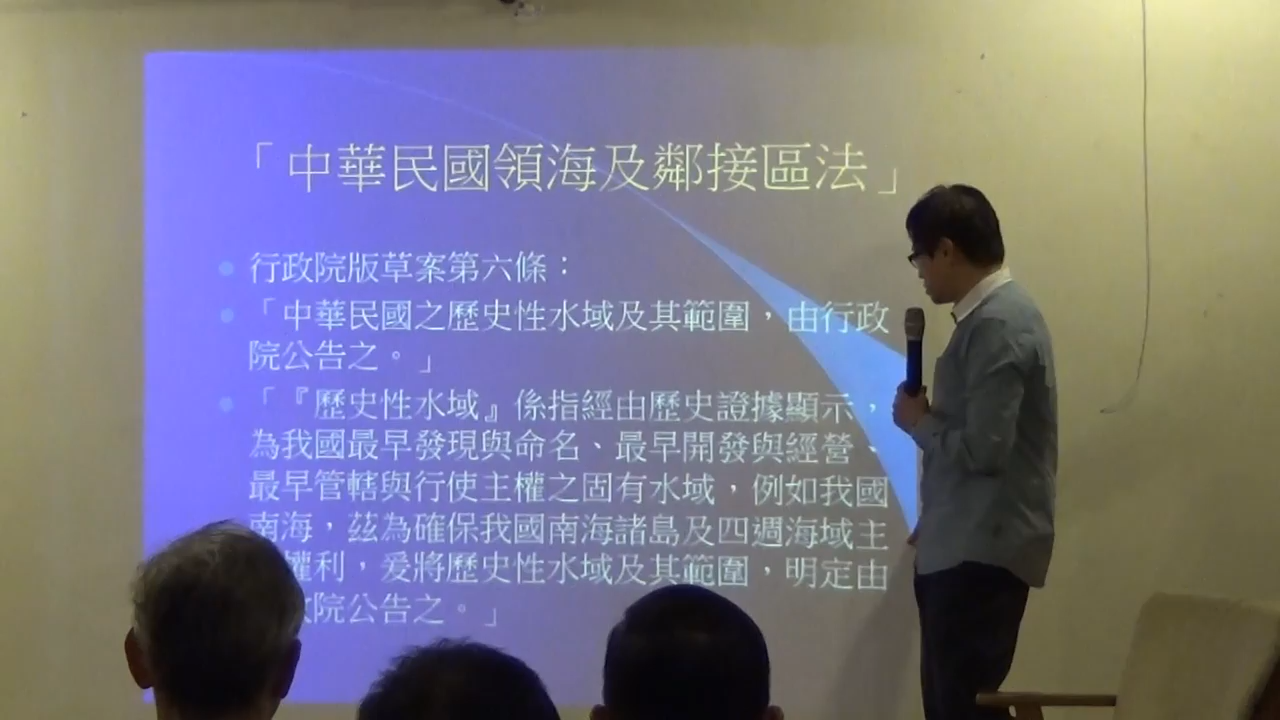 「中華民國領海及鄰接區法」
行政院版草案第六條：
「中華民國之歷史性水域及其範圍，由行政
院公告之。」
「『歷史性水域』係指經由歷史證據顯示，
為我國最早發現與命名、最早開發與經營、
最早管轄與行使主權之固有水域，例如我國
南海，茲為確保我國南海諸島及四週海域主
權利，爰將歷史性水域及其範圍，明定由
院公告之。」